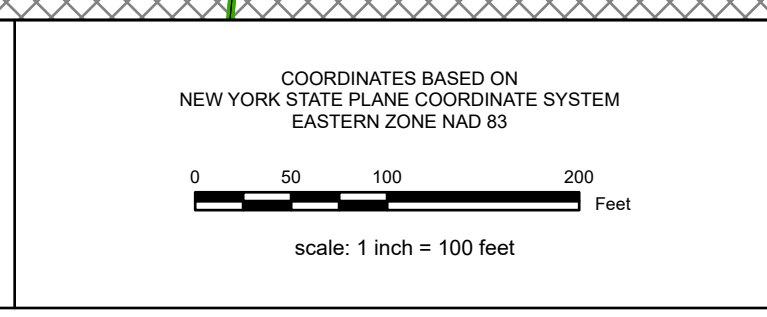 COORDINATES BASED ON
NEW YORK STATE PLANE COORDINATE SYSTEM
EASTERN ZONE NAD 83
0 50 100 200
Feet
scale: 1 inch = 100 feet